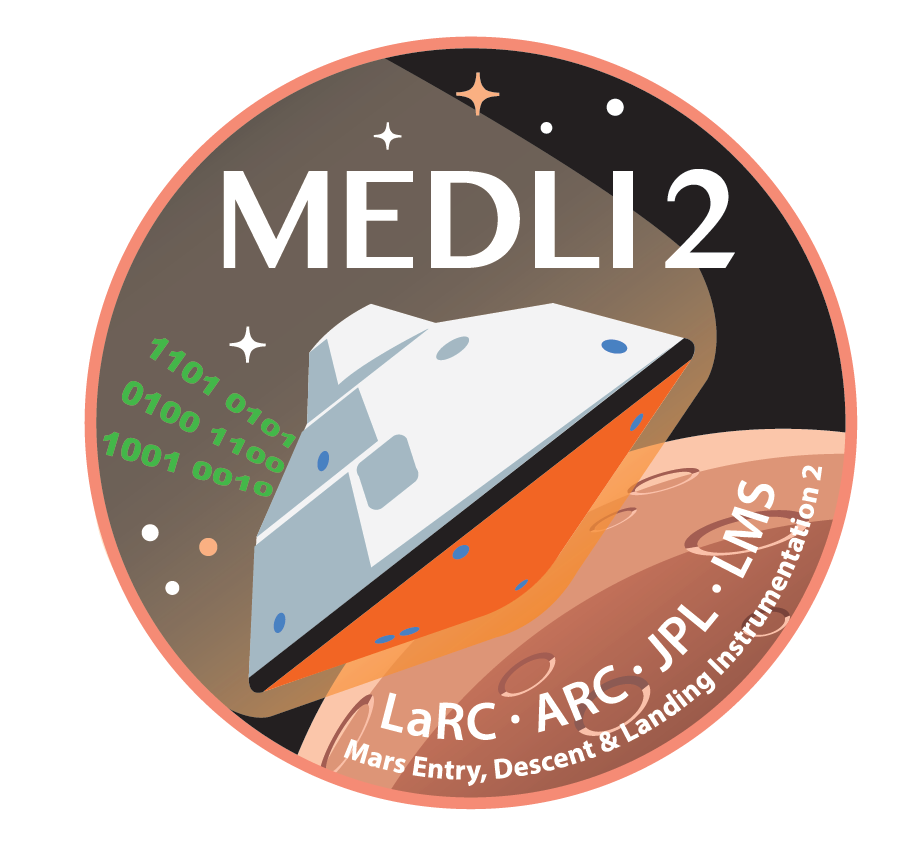 MEDLI 2
1101 0101
0100 1100
1001 0010
LaRC · ARC · JPL · LMS
Mars Entry, Descent & Landing Instrumentation 2